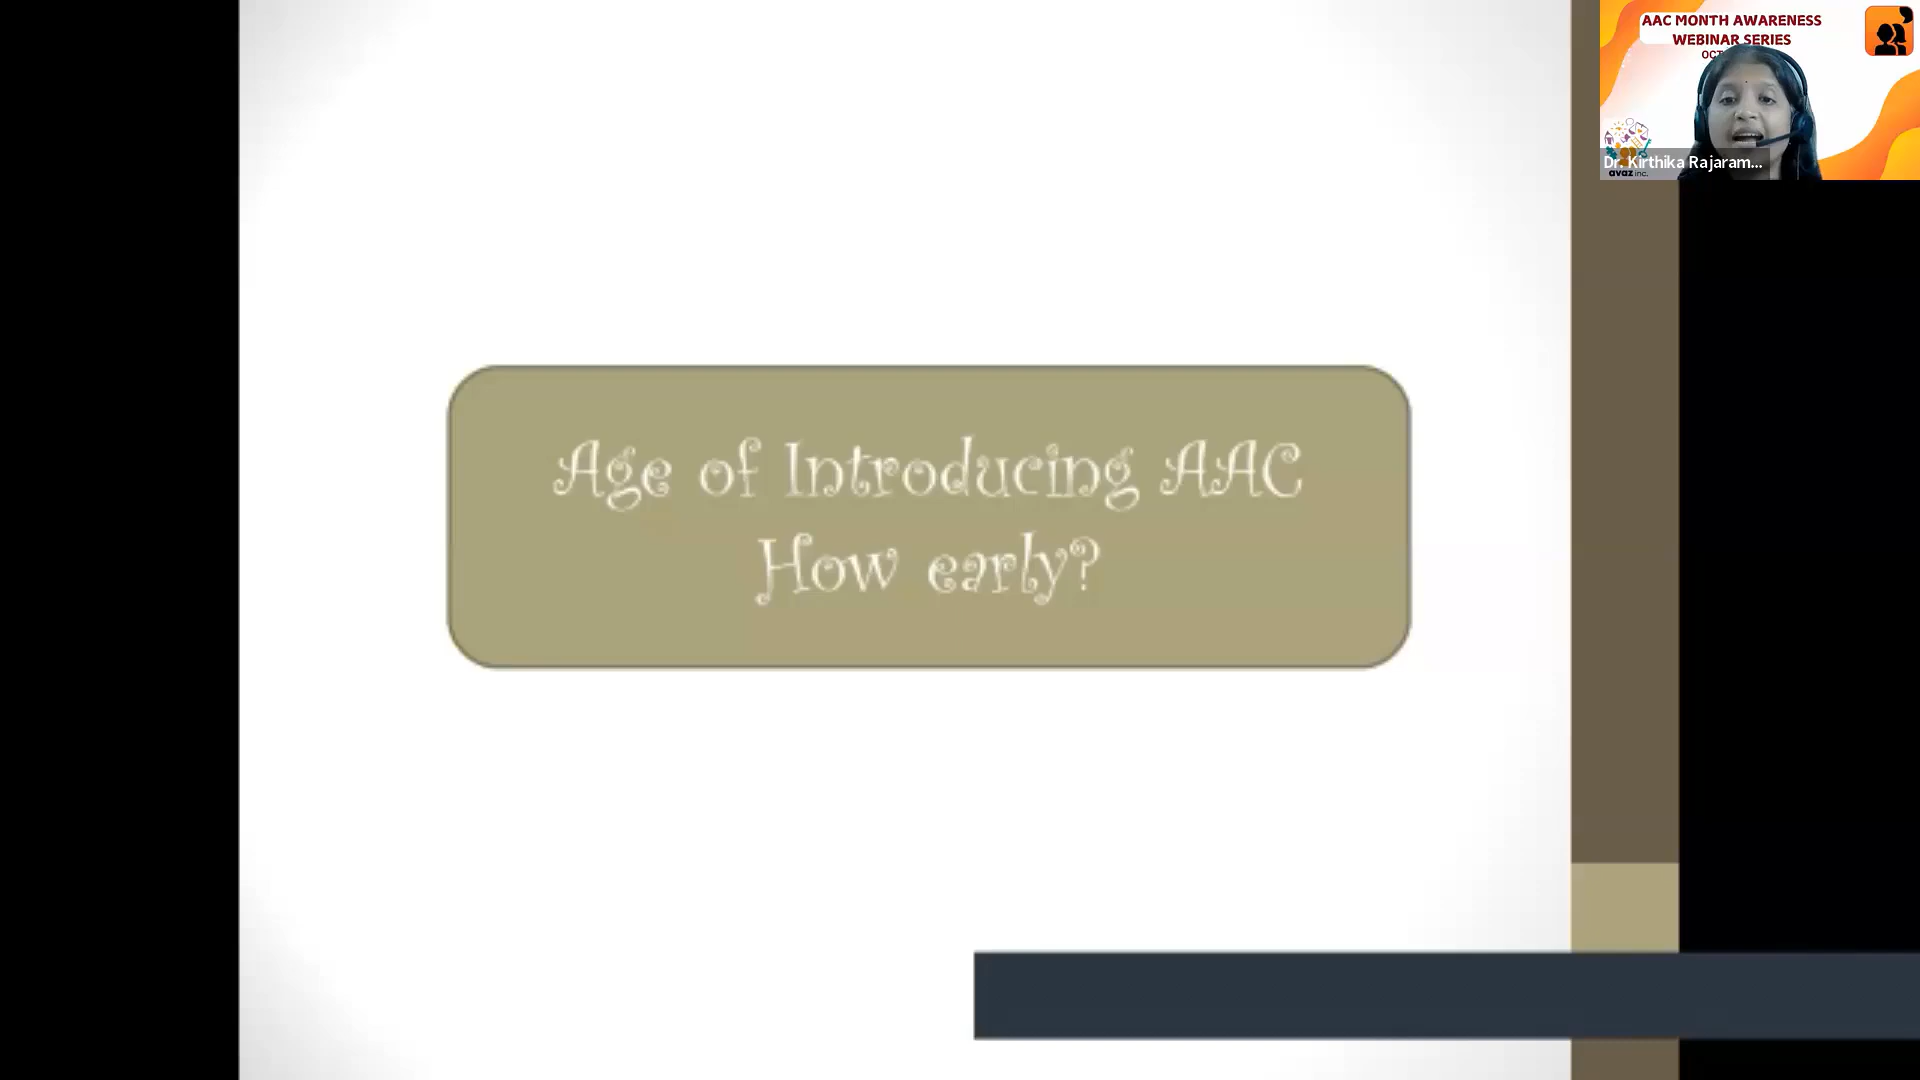 Age of Introducing AAC
How early?
AAC MONTH AWARENESS
WEBINAR SERIES
Dr. Kirthika Rajaram...
avaz inc.